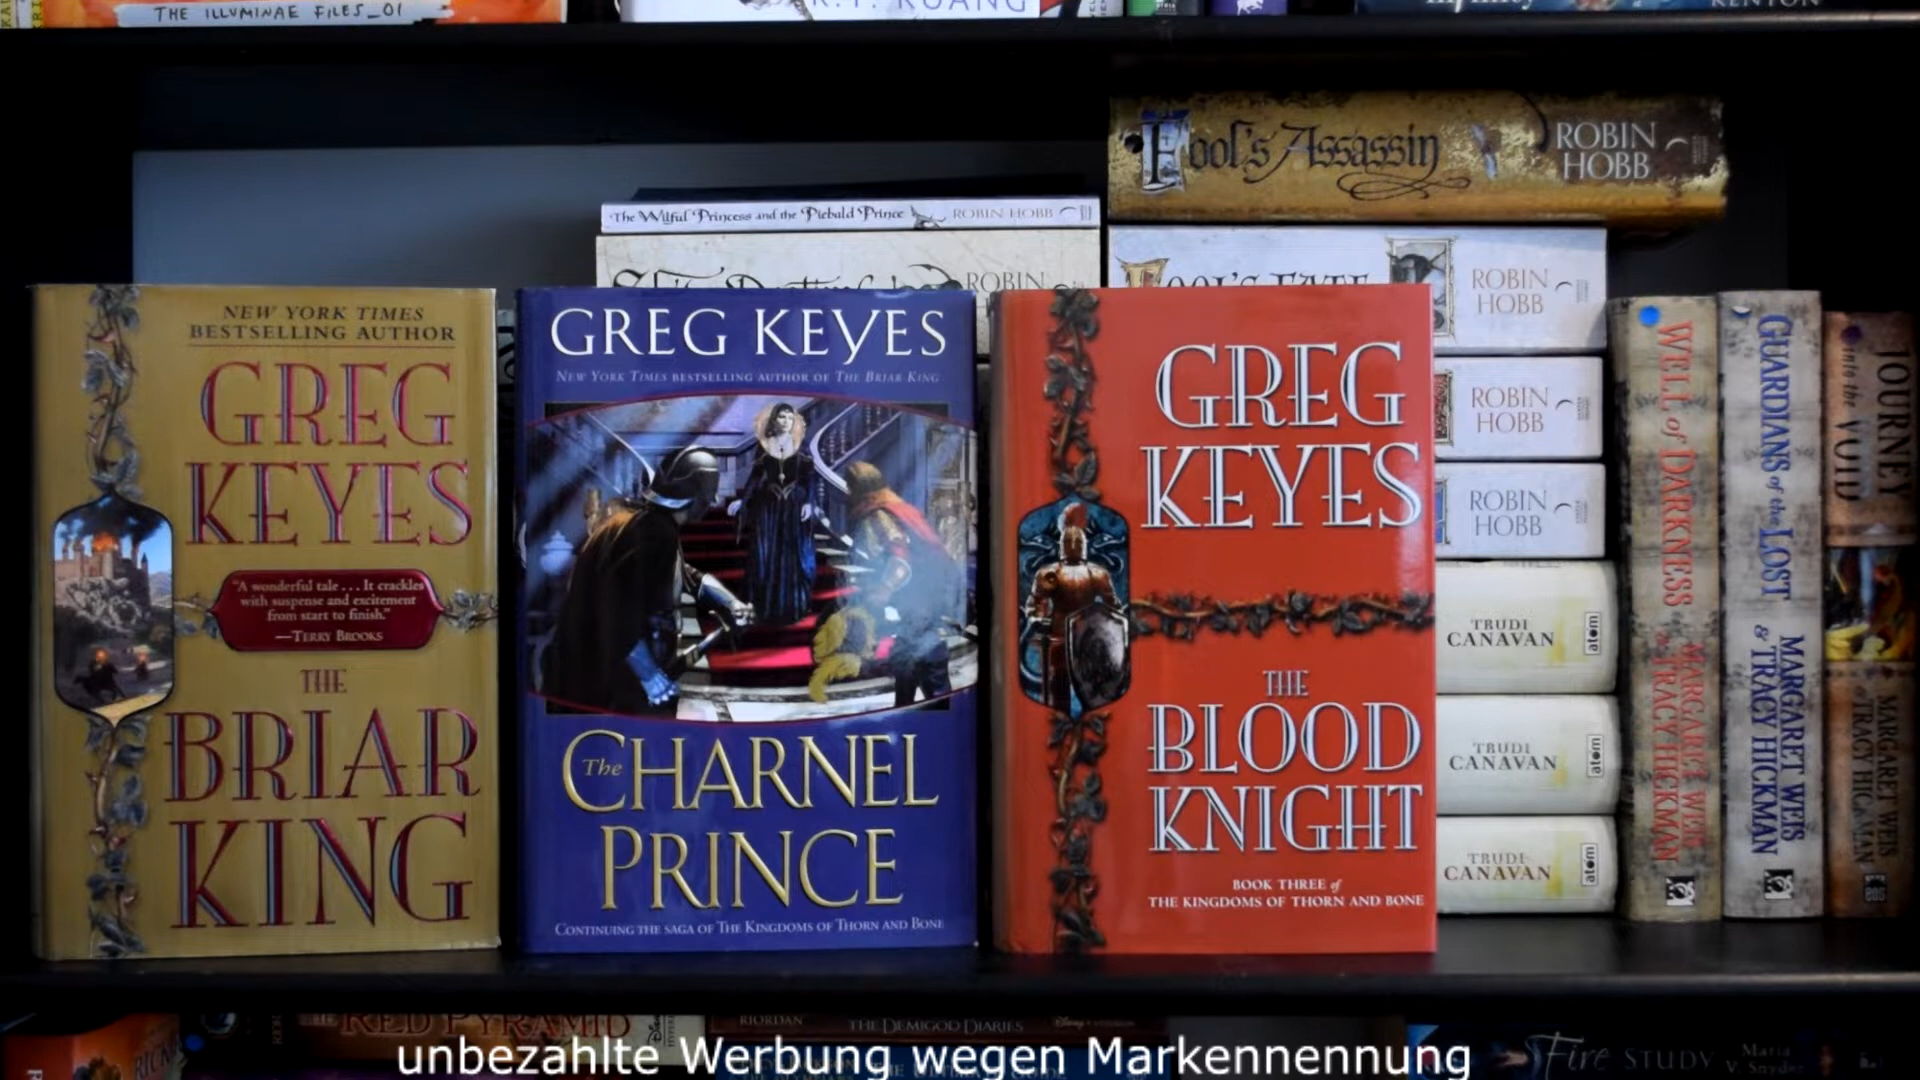 THE ILLUMINAE FILES_01
R.F. KUANG
KENYON
Fool's Assassin
ROBIN
HOBB
The Wilful Princess and the Piebald Prince ROBIN HOBB
ROBIN
FOOL'S FATE
ROBIN
HOBB
ROBIN
HOBB
ROBIN
HOBB
TRUDI
CANAVAN
atom
TRUDI
CANAVAN
atom
TRUDI
CANAVAN
atom
NEW YORK TIMES
BESTSELLING AUTHOR
GREG
KEYES
"A wonderful tale . . . It crackles
with suspense and excitement
from start to finish."
—TERRY BROOKS
THE
BRIAR
KING
GREG KEYES
NEW YORK TIMES BESTSELLING AUTHOR OF THE BRIAR KING
The CHARNEL
PRINCE
CONTINUING THE SAGA OF THE KINGDOMS OF THORN AND BONE
GREG
KEYES
THE
BLOOD
KNIGHT
BOOK THREE of
THE KINGDOMS OF THORN AND BONE
WELL of DARKNESS
MARGARET WEIS
& TRACY HICKMAN
GUARDIANS of the LOST
MARGARET WEIS
& TRACY HICKMAN
JOURNEY
into the VOID
MARGARET WEIS
& TRACY HICKMAN
EOS
THE RED PYRAMID
RIORDAN THE DEMIGOD DIARIES
Fire STUDY Maria
V. Snyder
unbezahlte Werbung wegen Markennennung